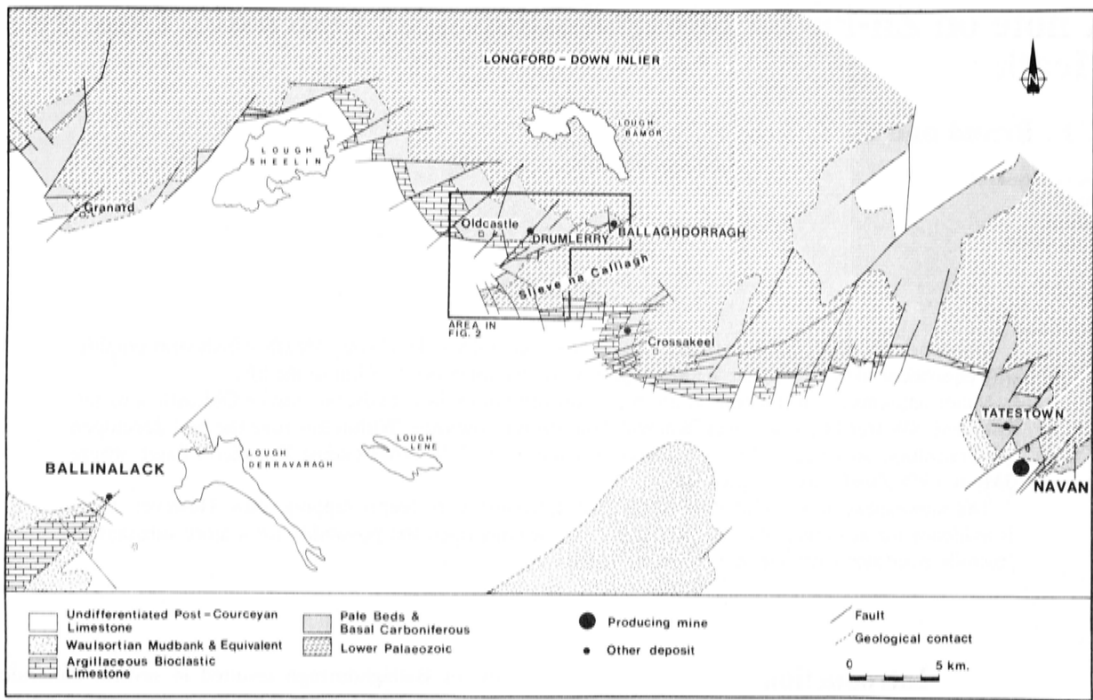 LONGFORD – DOWN INLIER
N
LOUGH
RAMOR
LOUGH
SHEELIN
Granard
Oldcastle
DRUMLERRY
BALLAGHDORRAGH
Slieve na Calliagh
AREA IN
FIG. 2
Crossakeel
TATESTOWN
NAVAN
LOUGH
LENE
LOUGH
DERRAVARAGH
BALLINALACK
Undifferentiated Post-Courceyan
Limestone
Waulsortian Mudbank & Equivalent
Argillaceous Bioclastic
Limestone
Pale Beds &
Basal Carboniferous
Lower Palaeozoic
Producing mine
Other deposit
Fault
Geological contact
0 5 km.